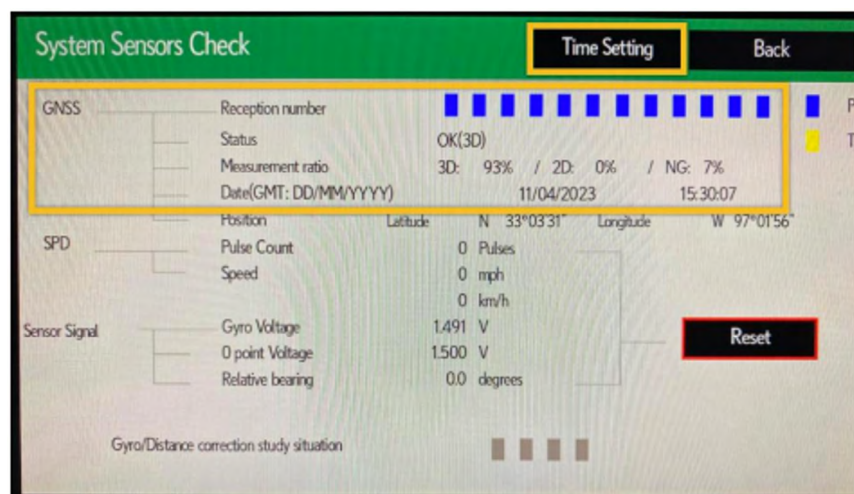 System Sensors Check Time Setting Back
GNSS Reception number P
Status OK(3D) T
Measurement ratio 3D: 93% / 2D: 0% / NG: 7%
Date(GMT: DD/MM/YYYY) 11/04/2023 15:30:07
Position Latitude N 33°03'31" Longitude W 97°01'56"
SPD Pulse Count 0 Pulses
Speed 0 mph
0 km/h
Sensor Signal Gyro Voltage 1.491 V
0 point Voltage 1.500 V Reset
Relative bearing 0.0 degrees
Gyro/Distance correction study situation